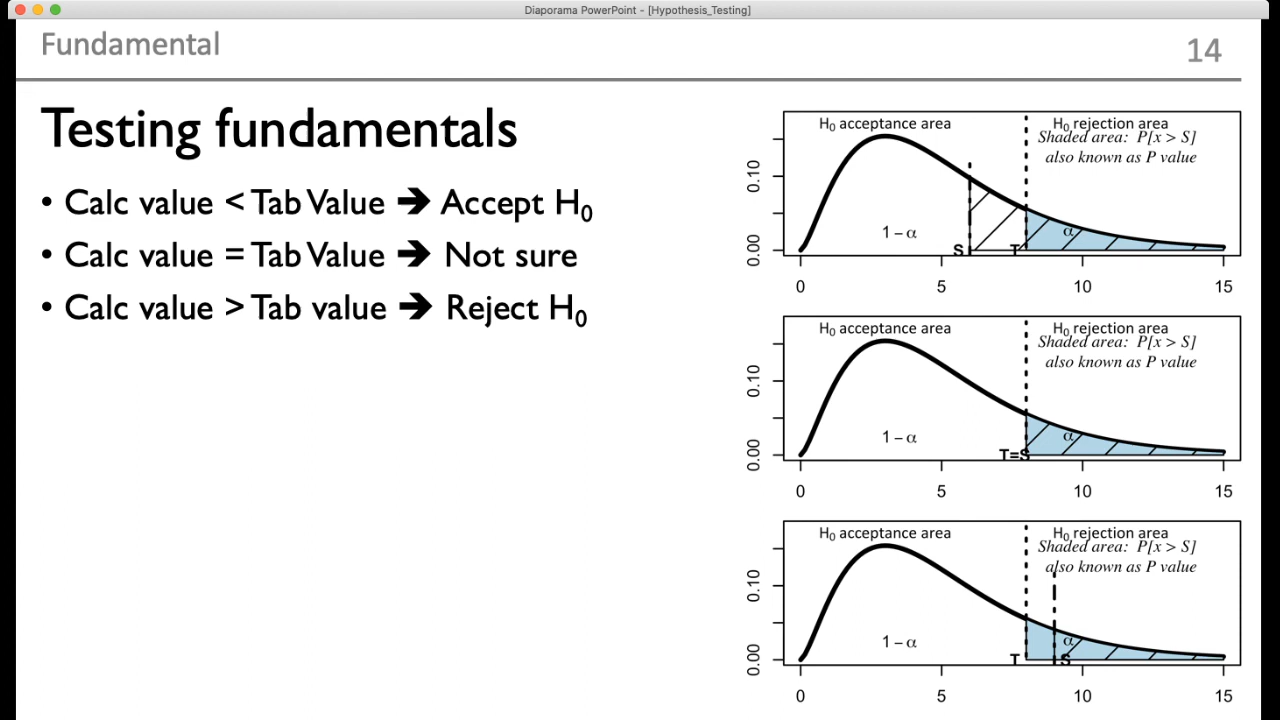 Diaporama PowerPoint - [Hypothesis_Testing]
Fundamental
14
Testing fundamentals
• Calc value < Tab Value ➔ Accept H₀
• Calc value = Tab Value ➔ Not sure
• Calc value > Tab value ➔ Reject H₀
H₀ acceptance area
H₀ rejection area
Shaded area: P[x > S]
also known as P value
0.10
0.00
1 – α
α
S
T
0 5 10 15
H₀ acceptance area
H₀ rejection area
Shaded area: P[x > S]
also known as P value
0.10
0.00
1 – α
α
T=S
0 5 10 15
H₀ acceptance area
H₀ rejection area
Shaded area: P[x > S]
also known as P value
0.10
0.00
1 – α
α
T
S
0 5 10 15